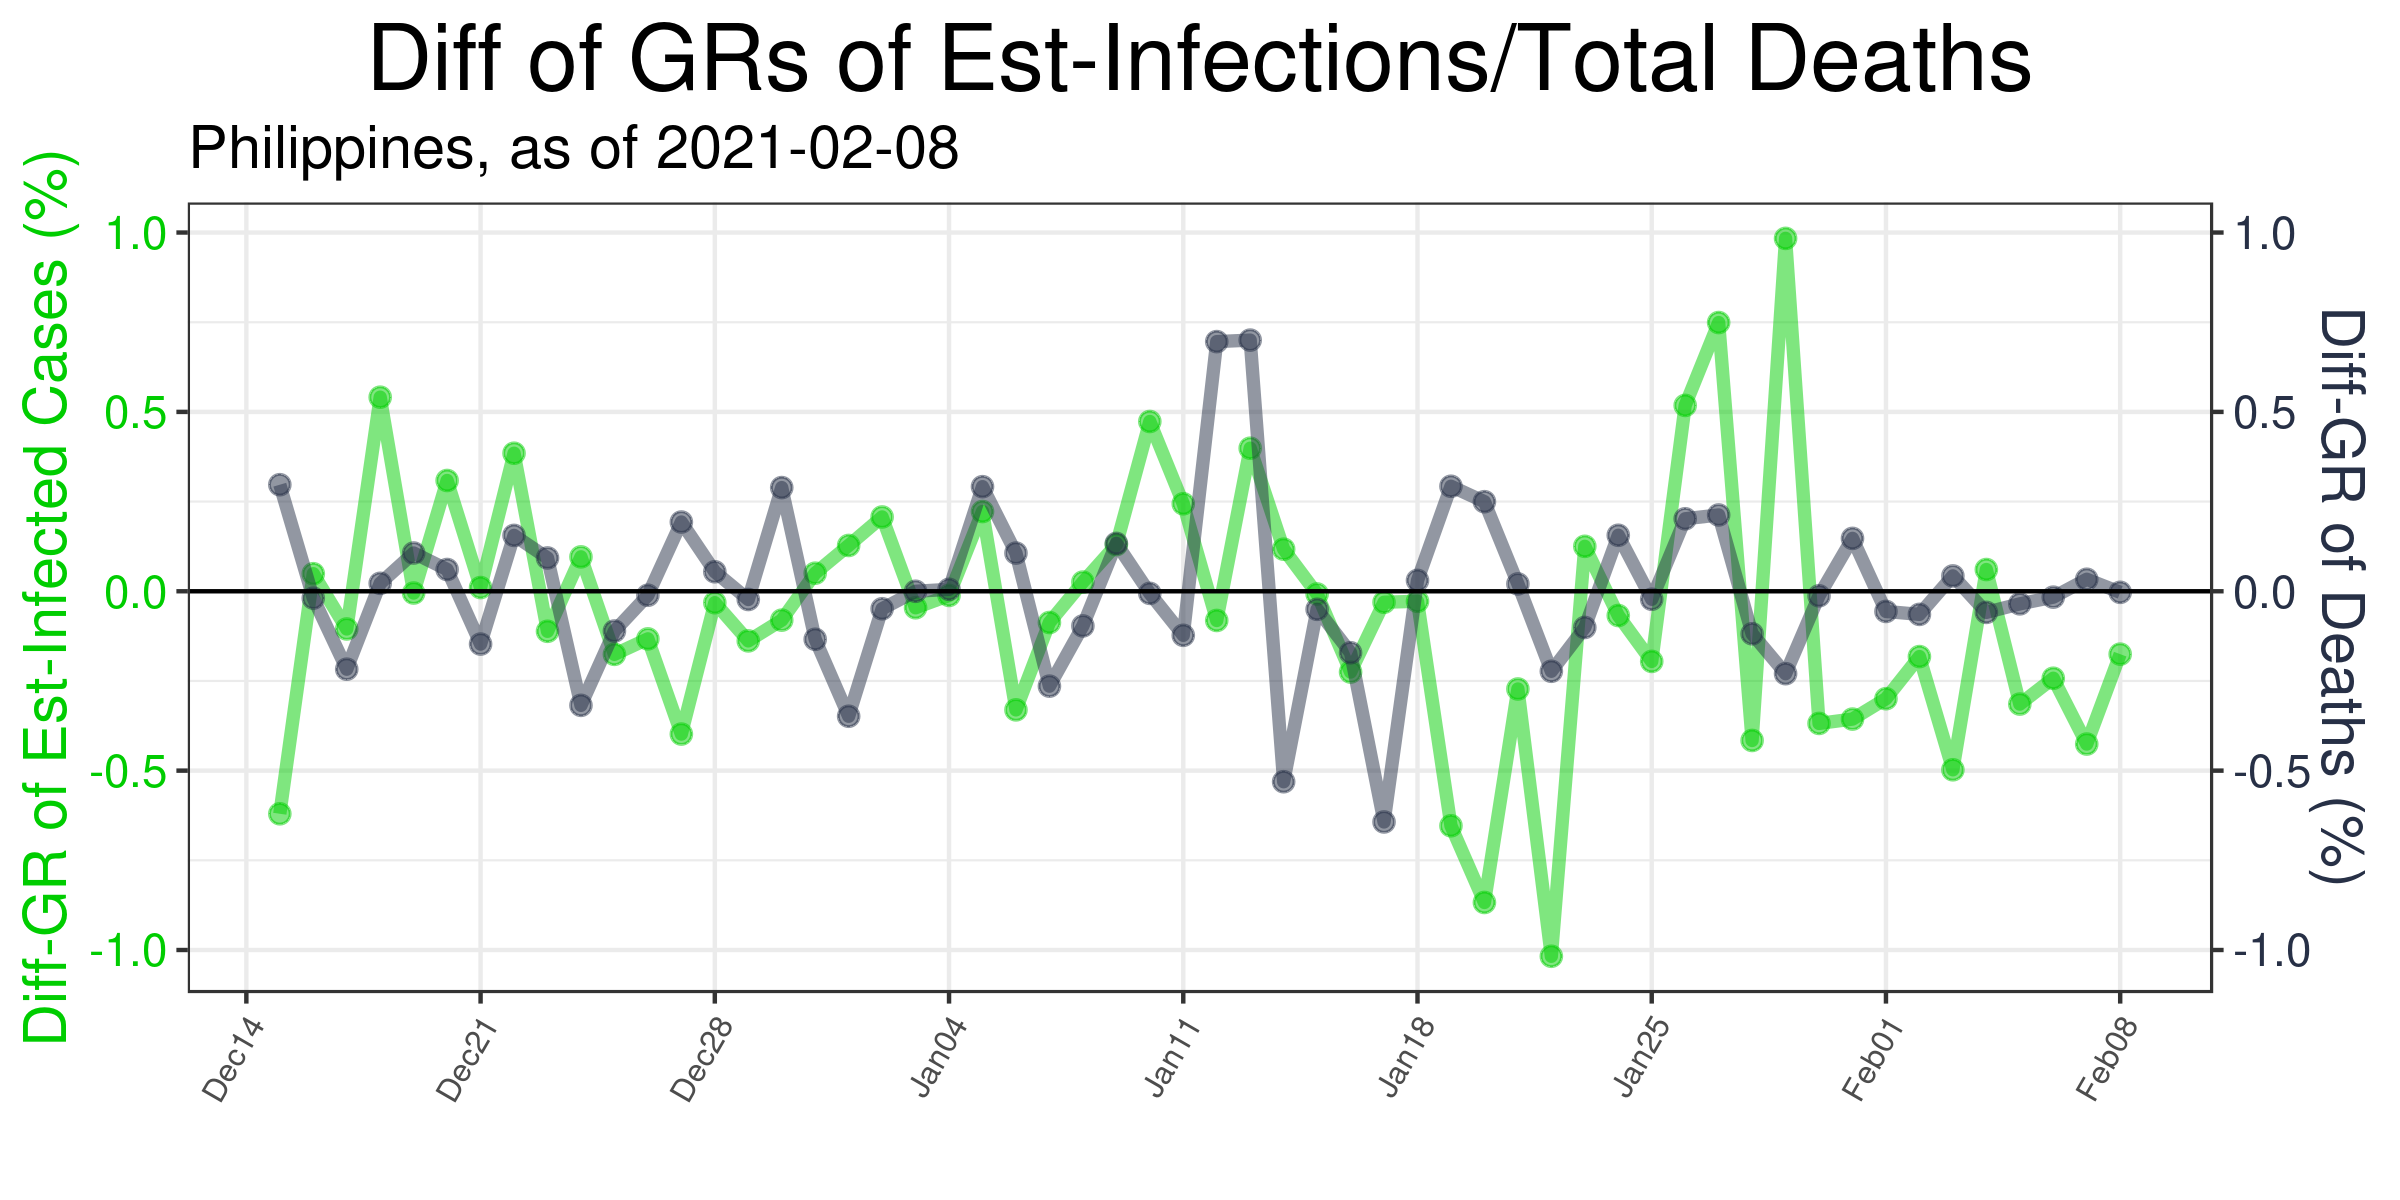 Diff of GRs of Est-Infections/Total Deaths
Philippines, as of 2021-02-08
Diff-GR of Est-Infected Cases (%)
1.0
0.5
0.0
-0.5
-1.0
1.0
0.5
0.0
-0.5
-1.0
Diff-GR of Deaths (%)
Dec14
Dec21
Dec28
Jan04
Jan11
Jan18
Jan25
Feb01
Feb08